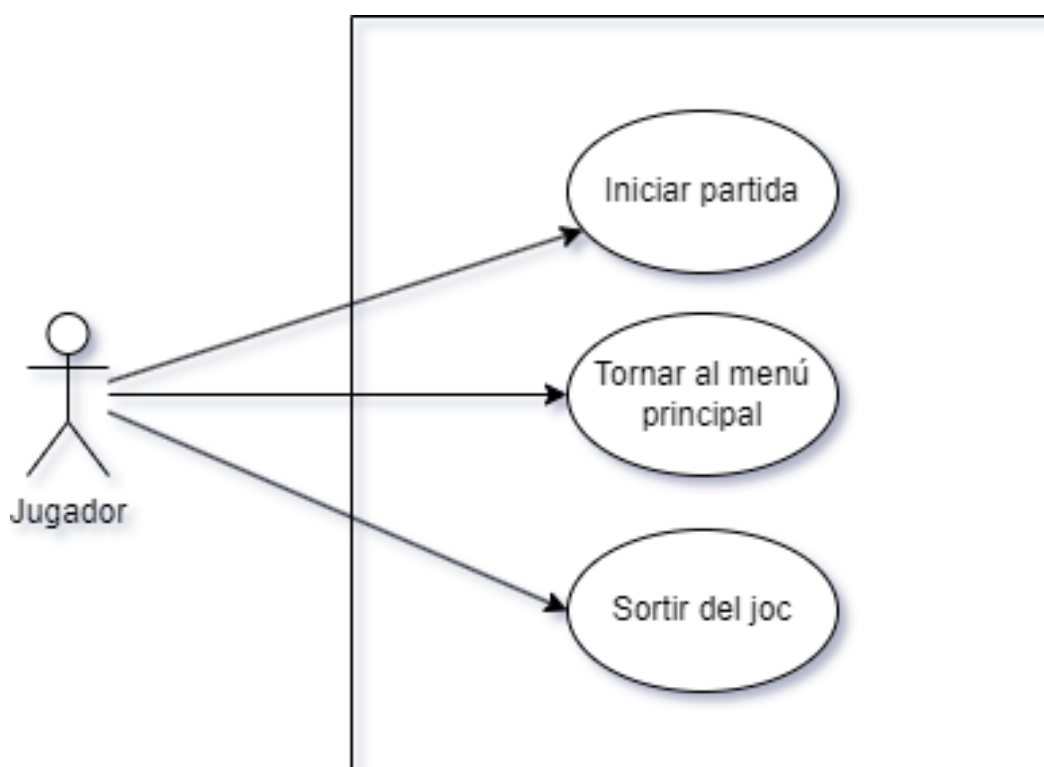 Iniciar partida
Tornar al menú
principal
Jugador
Sortir del joc